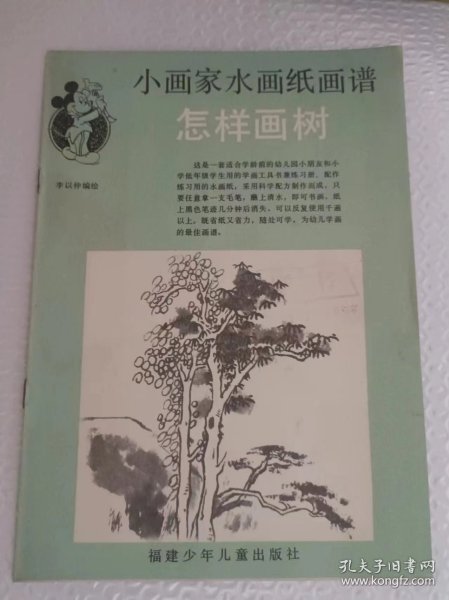 小画家水画纸画谱
怎样画树
李以仲编绘
这是一套适合学龄前的幼儿园小朋友和小
学低年级学生用的学画工具书兼练习册。配作
练习用的水画纸，采用科学配方制作而成，只
要任意拿一支毛笔，蘸上清水，即可书画，纸
上黑色笔迹几分钟后消失，可以反复使用千遍
以上。既省纸又省力，随处可学，为幼儿学画
的最佳画谱。
福建少年儿童出版社
孔夫子旧书网
www.kongfz.com